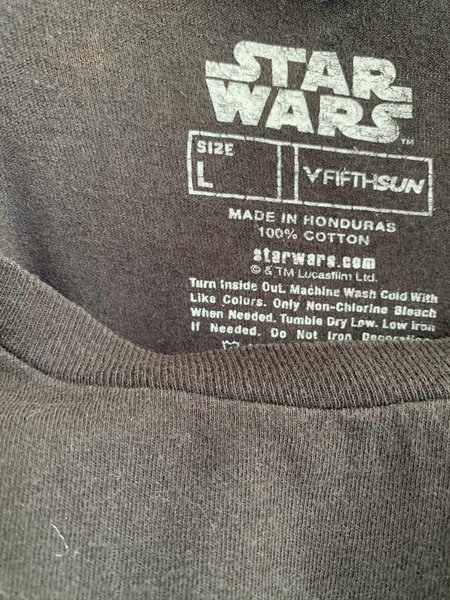 STAR
WARS™
SIZE
L
FIFTHSUN
MADE IN HONDURAS
100% COTTON
starwars.com
© & TM Lucasfilm Ltd.
Turn Inside Out. Machine Wash Cold With
Like Colors. Only Non-Chlorine Bleach
When Needed. Tumble Dry Low. Low Iron
If Needed. Do Not Iron Decoration